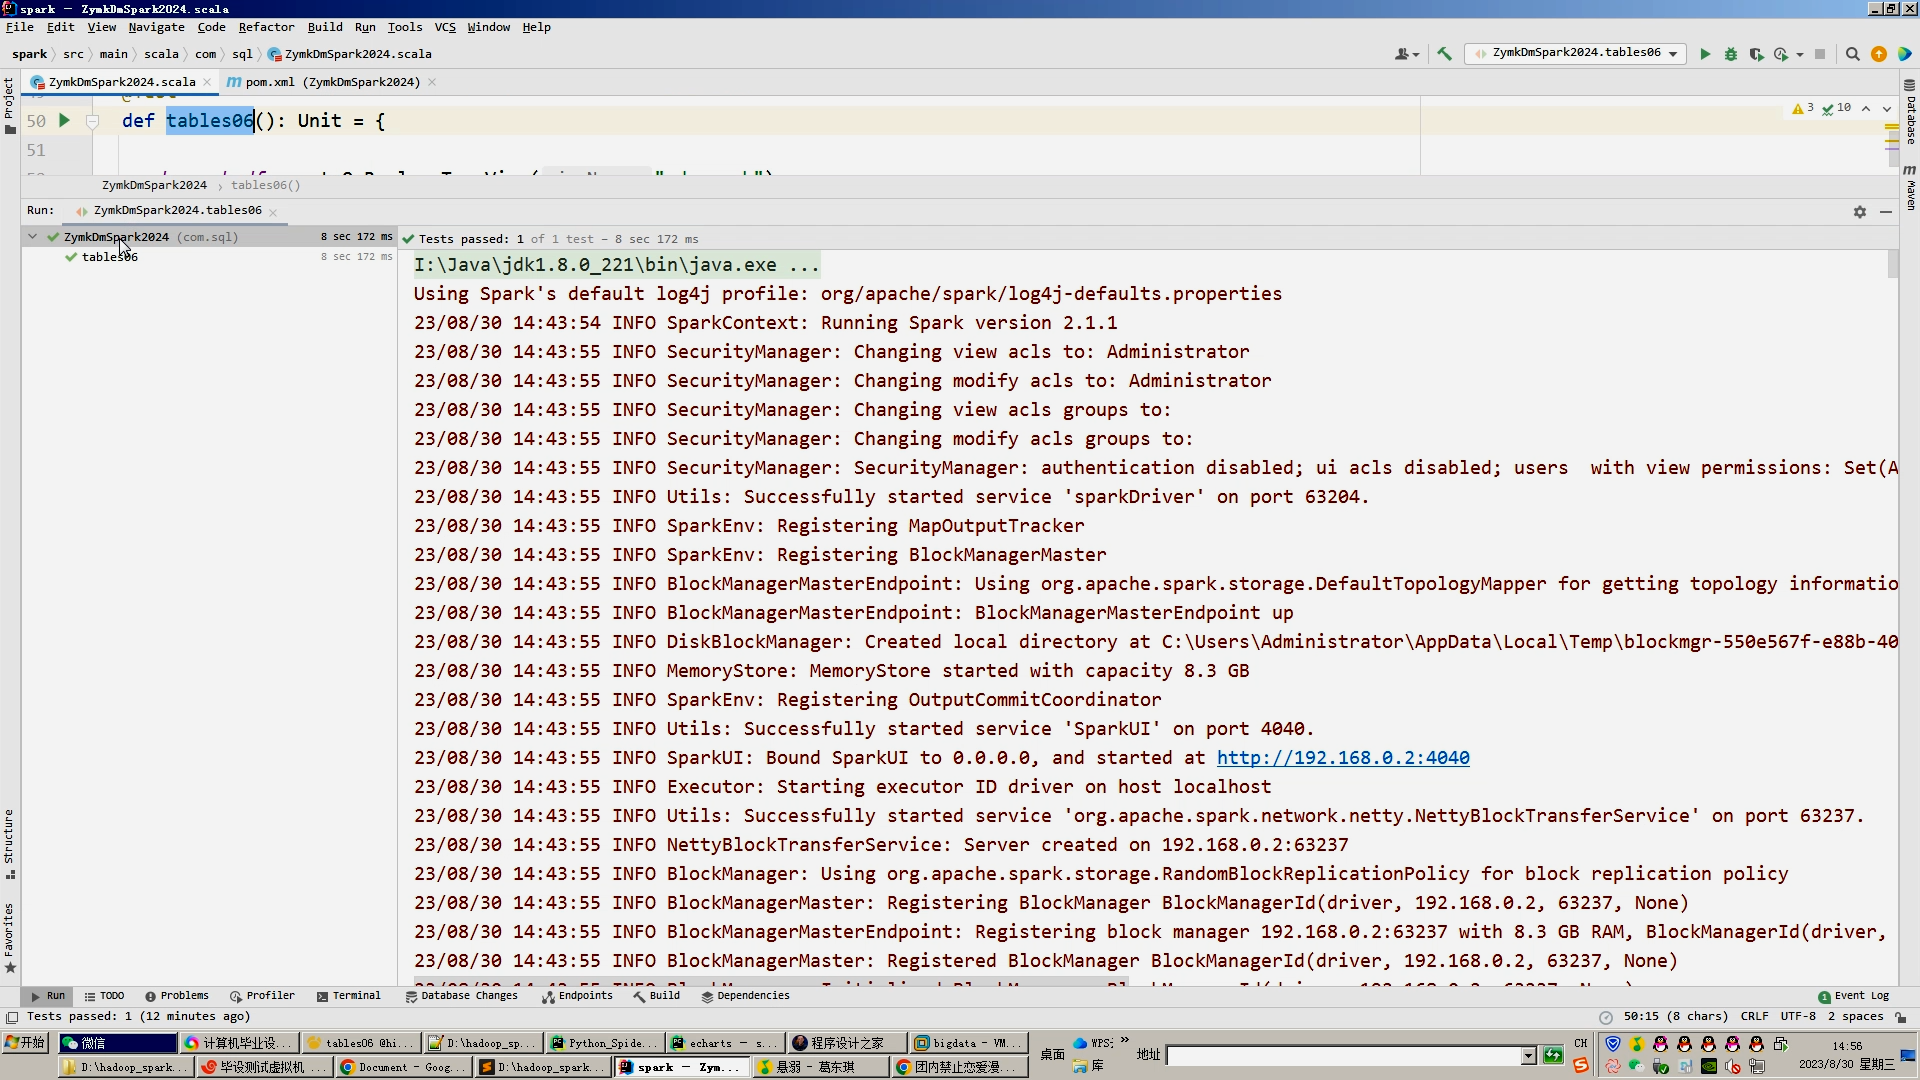 spark – ZymkDmSpark2024.scala
File Edit View Navigate Code Refactor Build Run Tools VCS Window Help
spark src main scala com sql ZymkDmSpark2024.scala
ZymkDmSpark2024.tables06
ZymkDmSpark2024.scala
pom.xml (ZymkDmSpark2024)
Project
Database
Maven
50 def tables06(): Unit = {
3 10
51
ZymkDmSpark2024 tables06()
Run: ZymkDmSpark2024.tables06
ZymkDmSpark2024 (com.sql) 8 sec 172 ms
tables06 8 sec 172 ms
Tests passed: 1 of 1 test – 8 sec 172 ms
I:\Java\jdk1.8.0_221\bin\java.exe ...
Using Spark's default log4j profile: org/apache/spark/log4j-defaults.properties
23/08/30 14:43:54 INFO SparkContext: Running Spark version 2.1.1
23/08/30 14:43:55 INFO SecurityManager: Changing view acls to: Administrator
23/08/30 14:43:55 INFO SecurityManager: Changing modify acls to: Administrator
23/08/30 14:43:55 INFO SecurityManager: Changing view acls groups to:
23/08/30 14:43:55 INFO SecurityManager: Changing modify acls groups to:
23/08/30 14:43:55 INFO SecurityManager: SecurityManager: authentication disabled; ui acls disabled; users  with view permissions: Set(A
23/08/30 14:43:55 INFO Utils: Successfully started service 'sparkDriver' on port 63204.
23/08/30 14:43:55 INFO SparkEnv: Registering MapOutputTracker
23/08/30 14:43:55 INFO SparkEnv: Registering BlockManagerMaster
23/08/30 14:43:55 INFO BlockManagerMasterEndpoint: Using org.apache.spark.storage.DefaultTopologyMapper for getting topology informatio
23/08/30 14:43:55 INFO BlockManagerMasterEndpoint: BlockManagerMasterEndpoint up
23/08/30 14:43:55 INFO DiskBlockManager: Created local directory at C:\Users\Administrator\AppData\Local\Temp\blockmgr-550e567f-e88b-40
23/08/30 14:43:55 INFO MemoryStore: MemoryStore started with capacity 8.3 GB
23/08/30 14:43:55 INFO SparkEnv: Registering OutputCommitCoordinator
23/08/30 14:43:55 INFO Utils: Successfully started service 'SparkUI' on port 4040.
23/08/30 14:43:55 INFO SparkUI: Bound SparkUI to 0.0.0.0, and started at http://192.168.0.2:4040
23/08/30 14:43:55 INFO Executor: Starting executor ID driver on host localhost
23/08/30 14:43:55 INFO Utils: Successfully started service 'org.apache.spark.network.netty.NettyBlockTransferService' on port 63237.
23/08/30 14:43:55 INFO NettyBlockTransferService: Server created on 192.168.0.2:63237
23/08/30 14:43:55 INFO BlockManager: Using org.apache.spark.storage.RandomBlockReplicationPolicy for block replication policy
23/08/30 14:43:55 INFO BlockManagerMaster: Registering BlockManager BlockManagerId(driver, 192.168.0.2, 63237, None)
23/08/30 14:43:55 INFO BlockManagerMasterEndpoint: Registering block manager 192.168.0.2:63237 with 8.3 GB RAM, BlockManagerId(driver,
23/08/30 14:43:55 INFO BlockManagerMaster: Registered BlockManager BlockManagerId(driver, 192.168.0.2, 63237, None)
Structure
Favorites
Run TODO Problems Profiler Terminal Database Changes Endpoints Build Dependencies 1 Event Log
Tests passed: 1 (12 minutes ago) 50:15 (8 chars) CRLF UTF-8 2 spaces
开始 微信 计算机毕业设... tables06 @hi... D:\hadoop_sp... Python_Spide... echarts – s... 程序设计之家 bigdata - VM... 桌面 WPS 地址 CH 14:56
D:\hadoop_spark... 毕设测试虚拟机 ... Document - Goog... D:\hadoop_spark... spark – Zym... 悬弱 - 葛东琪 团内禁止恋爱漫... 库 2023/8/30 星期三